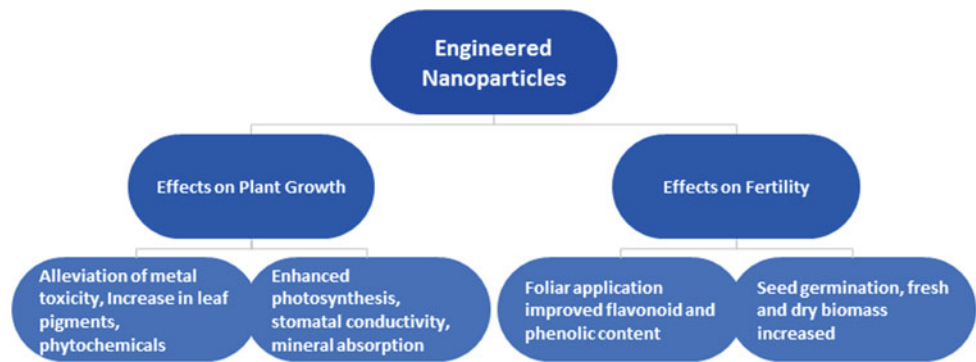 Engineered
Nanoparticles
Effects on Plant Growth
Effects on Fertility
Alleviation of metal
toxicity, Increase in leaf
pigments,
phytochemicals
Enhanced
photosynthesis,
stomatal conductivity,
mineral absorption
Foliar application
improved flavonoid and
phenolic content
Seed germination, fresh
and dry biomass
increased